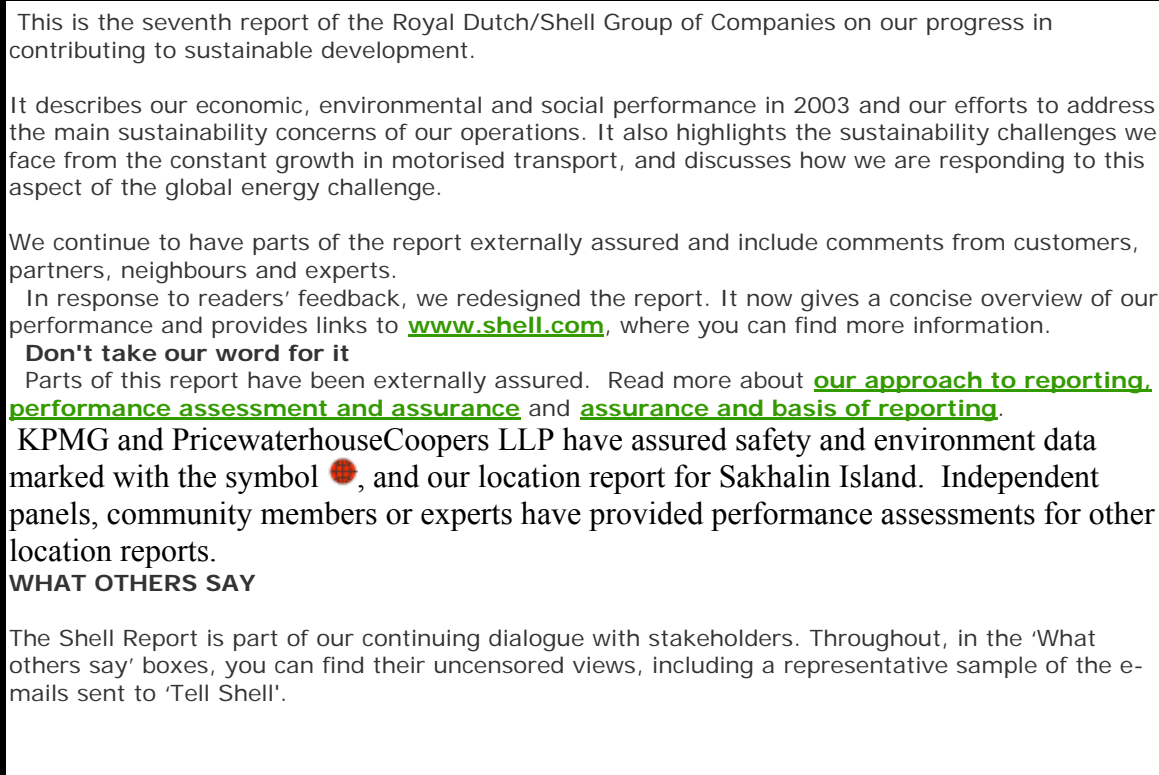 This is the seventh report of the Royal Dutch/Shell Group of Companies on our progress in
contributing to sustainable development.
It describes our economic, environmental and social performance in 2003 and our efforts to address
the main sustainability concerns of our operations. It also highlights the sustainability challenges we
face from the constant growth in motorised transport, and discusses how we are responding to this
aspect of the global energy challenge.
We continue to have parts of the report externally assured and include comments from customers,
partners, neighbours and experts.
In response to readers’ feedback, we redesigned the report. It now gives a concise overview of our
performance and provides links to www.shell.com, where you can find more information.
Don't take our word for it
Parts of this report have been externally assured. Read more about our approach to reporting,
performance assessment and assurance and assurance and basis of reporting.
KPMG and PricewaterhouseCoopers LLP have assured safety and environment data
marked with the symbol , and our location report for Sakhalin Island. Independent
panels, community members or experts have provided performance assessments for other
location reports.
WHAT OTHERS SAY
The Shell Report is part of our continuing dialogue with stakeholders. Throughout, in the ‘What
others say’ boxes, you can find their uncensored views, including a representative sample of the e-
mails sent to ‘Tell Shell'.